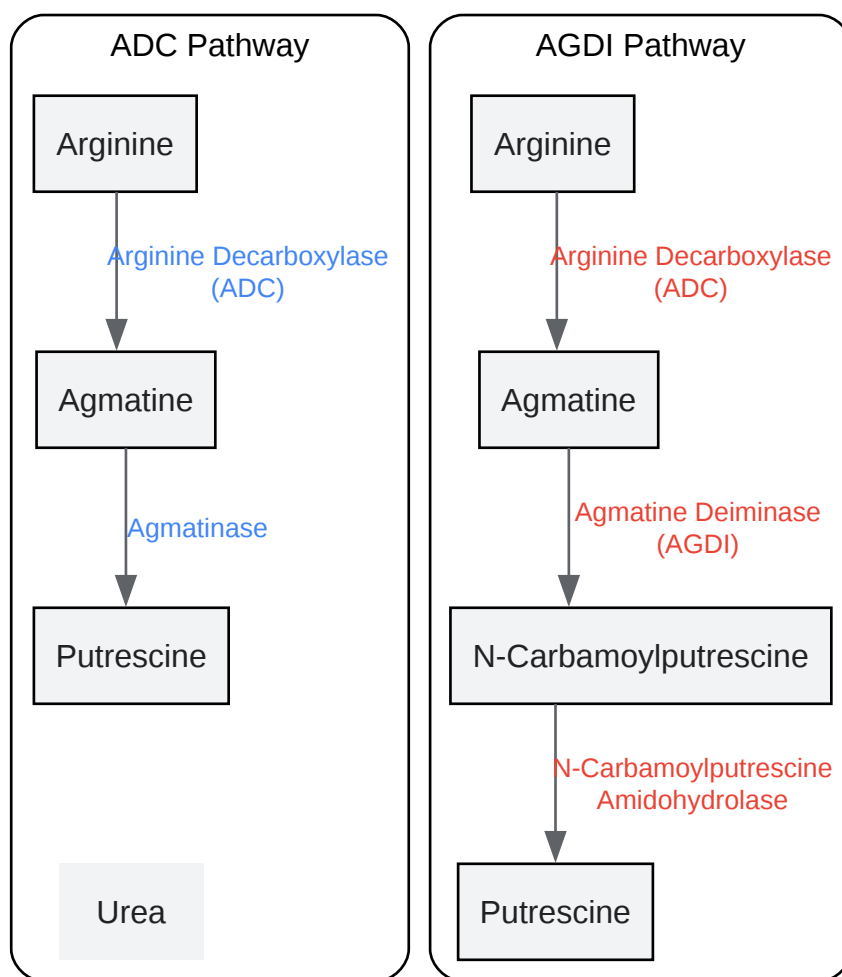 ADC Pathway
Arginine
Arginine Decarboxylase
(ADC)
Agmatine
Agmatinase
Putrescine
Urea
AGDI Pathway
Arginine
Arginine Decarboxylase
(ADC)
Agmatine
Agmatine Deiminase
(AGDI)
N-Carbamoylputrescine
N-Carbamoylputrescine
Amidohydrolase
Putrescine